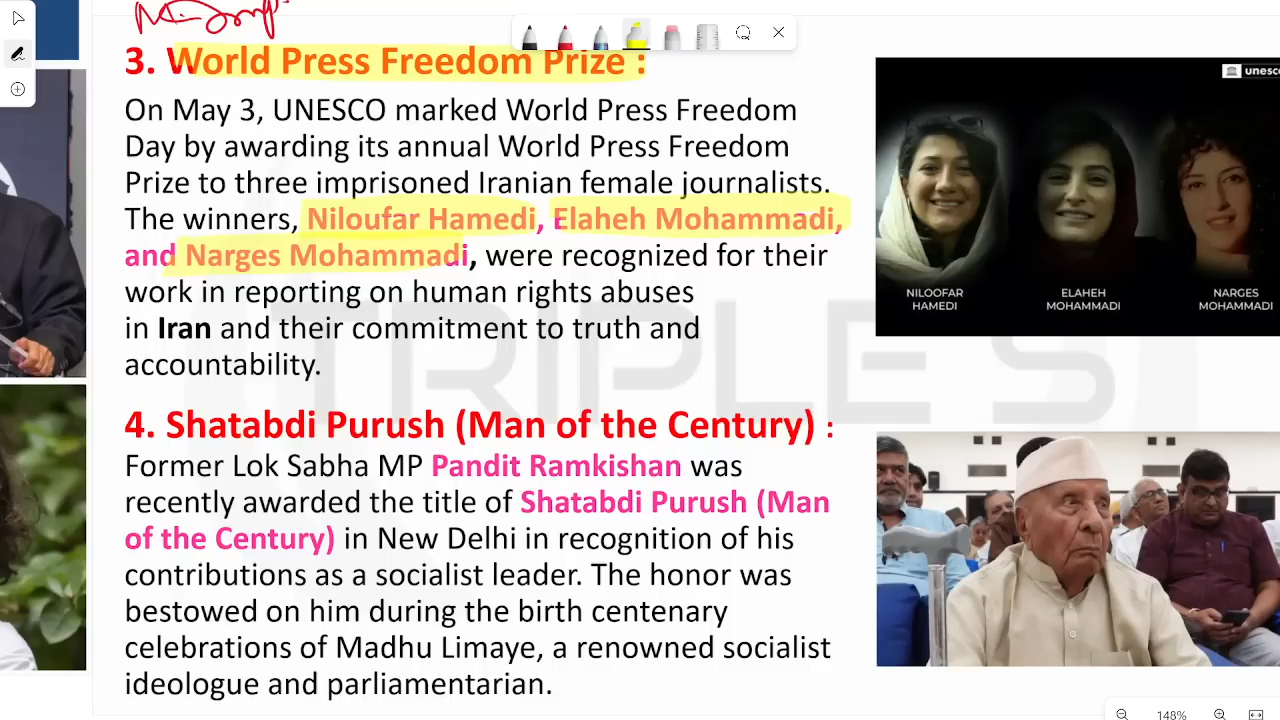 3. World Press Freedom Prize :
On May 3, UNESCO marked World Press Freedom
Day by awarding its annual World Press Freedom
Prize to three imprisoned Iranian female journalists.
The winners, Niloufar Hamedi, Elaheh Mohammadi,
and Narges Mohammadi, were recognized for their
work in reporting on human rights abuses
in Iran and their commitment to truth and
accountability.
unesco
NILOOFAR
HAMEDI
ELAHEH
MOHAMMADI
NARGES
MOHAMMADI
TRIPLE S
4. Shatabdi Purush (Man of the Century) :
Former Lok Sabha MP Pandit Ramkishan was
recently awarded the title of Shatabdi Purush (Man
of the Century) in New Delhi in recognition of his
contributions as a socialist leader. The honor was
bestowed on him during the birth centenary
celebrations of Madhu Limaye, a renowned socialist
ideologue and parliamentarian.
148%